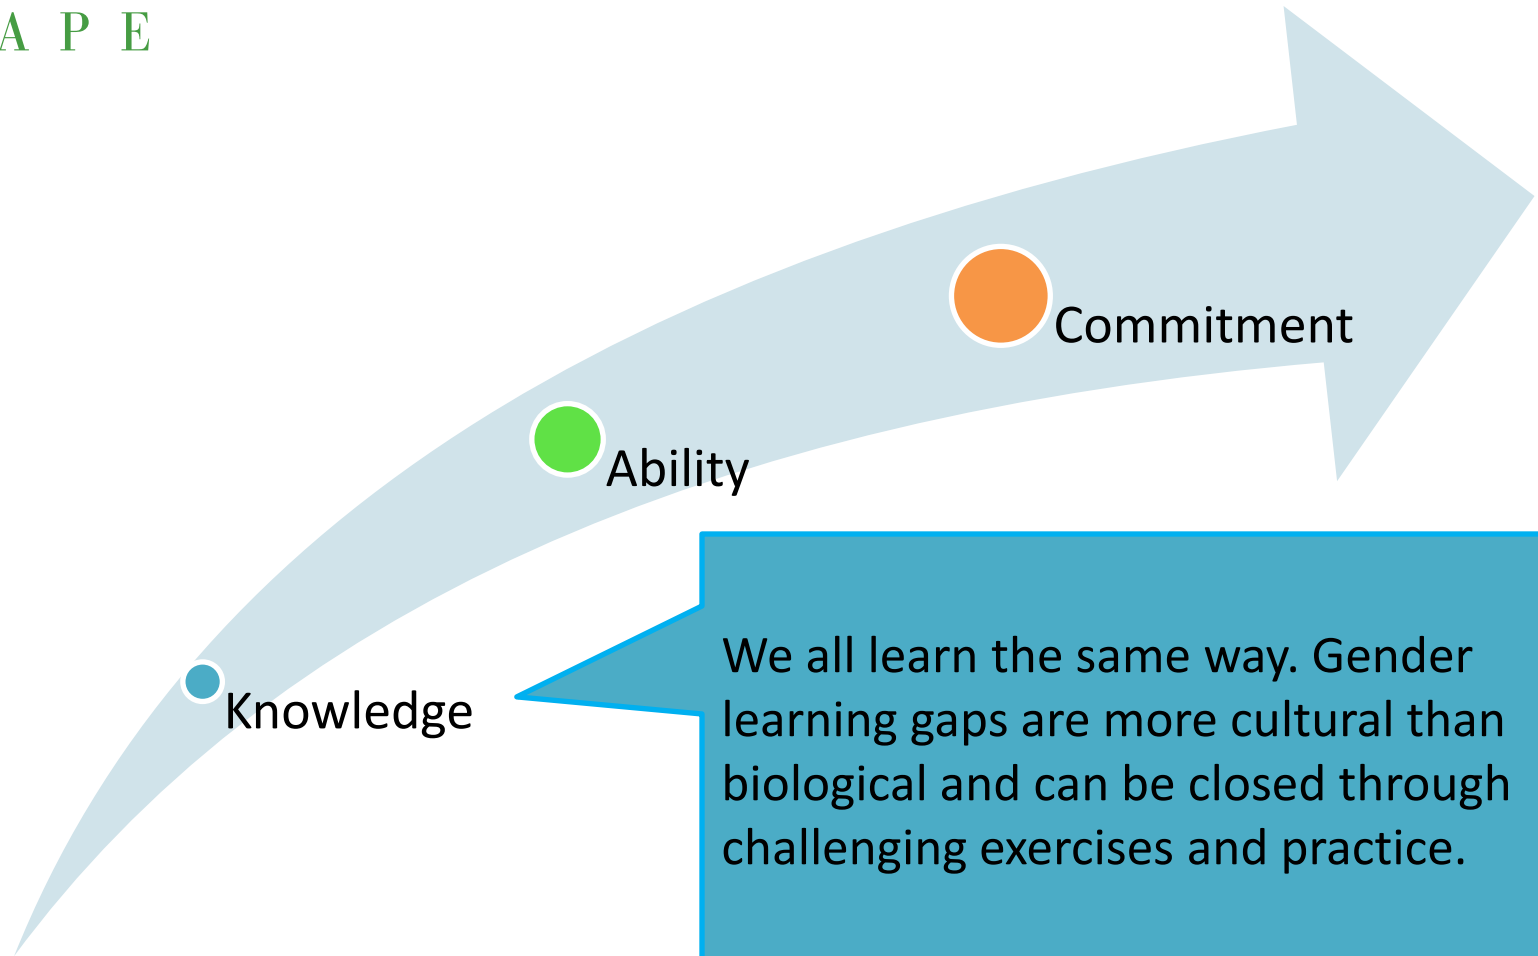 A P E
Commitment
Ability
Knowledge
We all learn the same way. Gender
learning gaps are more cultural than
biological and can be closed through
challenging exercises and practice.